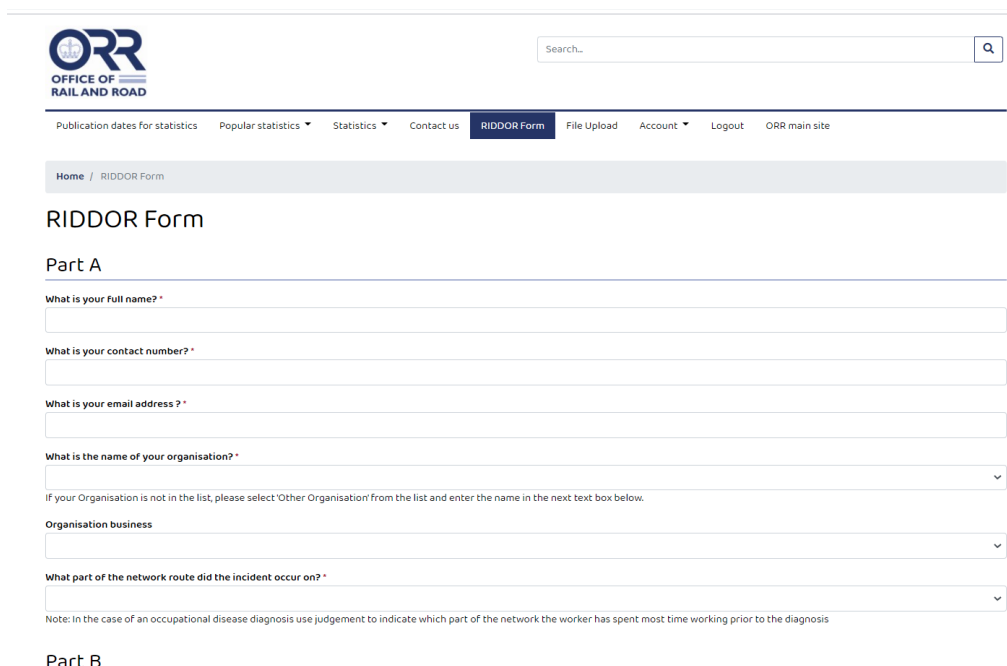 ORR
OFFICE OF
RAIL AND ROAD
Search...
Publication dates for statistics Popular statistics Statistics Contact us RIDDOR Form File Upload Account Logout ORR main site
Home / RIDDOR Form
RIDDOR Form
Part A
What is your full name? *
What is your contact number? *
What is your email address ? *
What is the name of your organisation? *
If your Organisation is not in the list, please select 'Other Organisation' from the list and enter the name in the next text box below.
Organisation business
What part of the network route did the incident occur on? *
Note: In the case of an occupational disease diagnosis use judgement to indicate which part of the network the worker has spent most time working prior to the diagnosis
Part B